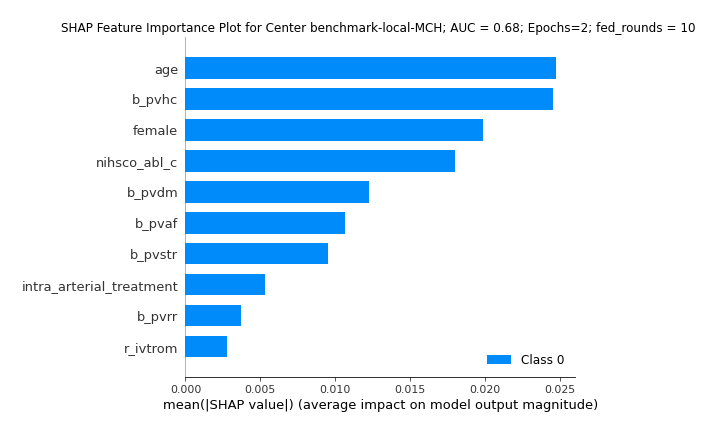 SHAP Feature Importance Plot for Center benchmark-local-MCH; AUC = 0.68; Epochs=2; fed_rounds = 10
age
b_pvhc
female
nihsco_abl_c
b_pvdm
b_pvaf
b_pvstr
intra_arterial_treatment
b_pvrr
r_ivtrom
Class 0
0.000 0.005 0.010 0.015 0.020 0.025
mean(|SHAP value|) (average impact on model output magnitude)